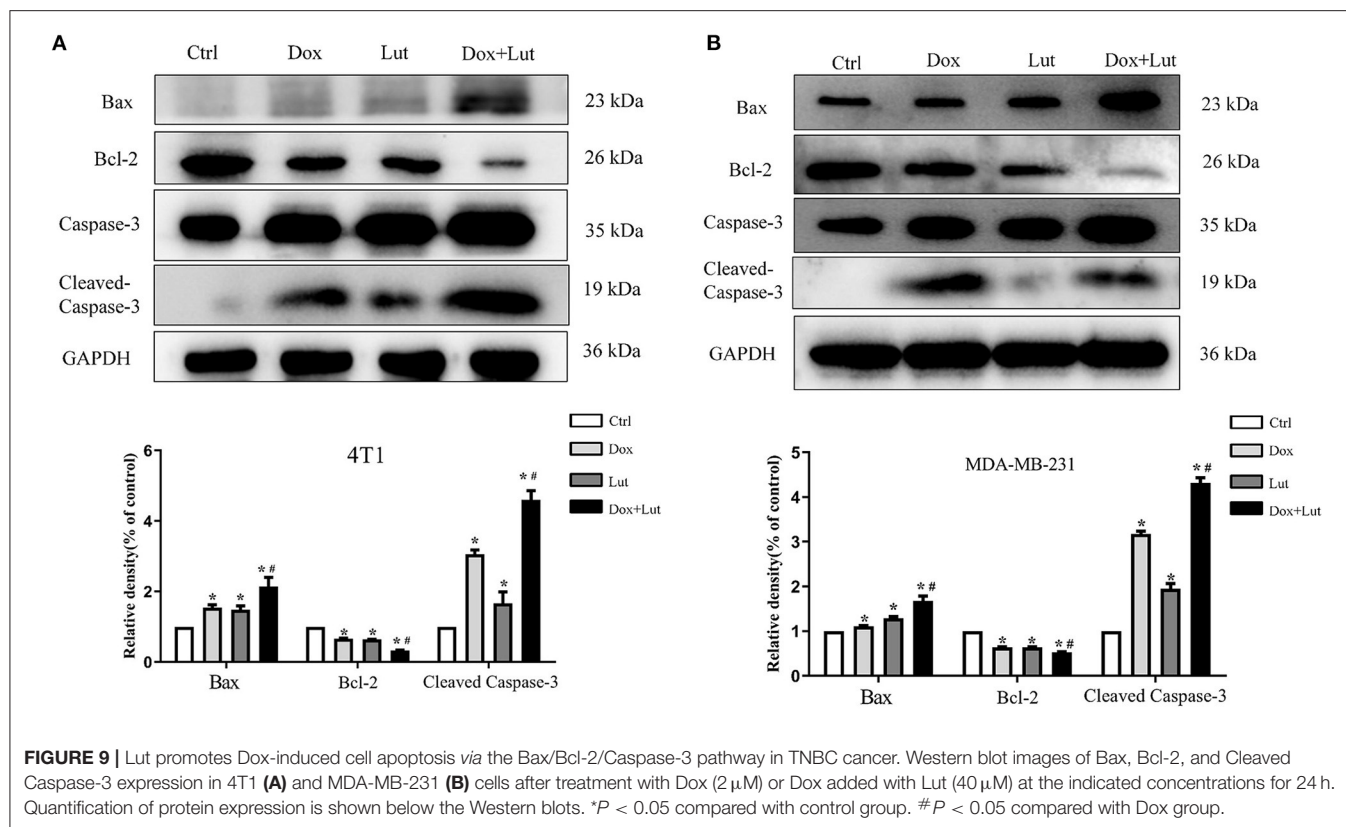 A
Ctrl Dox Lut Dox+Lut
Bax 23 kDa
Bcl-2 26 kDa
Caspase-3 35 kDa
Cleaved-
Caspase-3 19 kDa
GAPDH 36 kDa
4T1
Relative density(% of control)
6
4
2
0
* * * #
* * * #
* * * #
Bax Bcl-2 Cleaved Caspase-3
Ctrl
Dox
Lut
Dox+Lut
B
Ctrl Dox Lut Dox+Lut
Bax 23 kDa
Bcl-2 26 kDa
Caspase-3 35 kDa
Cleaved-
Caspase-3 19 kDa
GAPDH 36 kDa
MDA-MB-231
Relative density(% of control)
5
4
3
2
1
0
* * * #
* * * #
* * * #
Bax Bcl-2 Cleaved Caspase-3
Ctrl
Dox
Lut
Dox+Lut
FIGURE 9 | Lut promotes Dox-induced cell apoptosis via the Bax/Bcl-2/Caspase-3 pathway in TNBC cancer. Western blot images of Bax, Bcl-2, and Cleaved
Caspase-3 expression in 4T1 (A) and MDA-MB-231 (B) cells after treatment with Dox (2 μM) or Dox added with Lut (40 μM) at the indicated concentrations for 24 h.
Quantification of protein expression is shown below the Western blots. *P < 0.05 compared with control group. #P < 0.05 compared with Dox group.